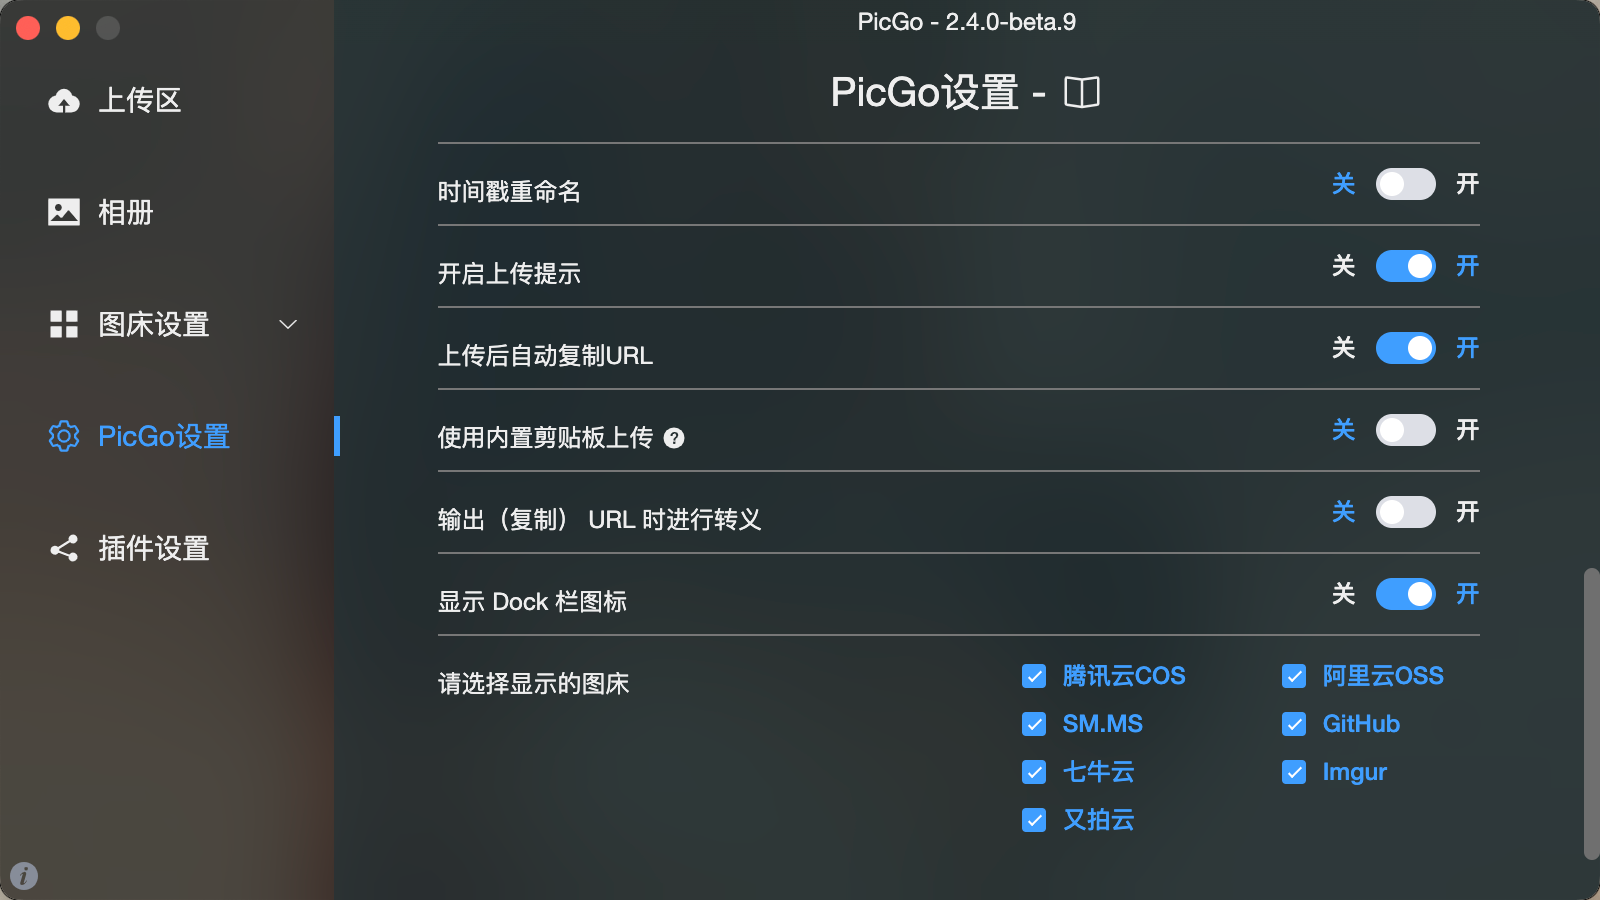 PicGo - 2.4.0-beta.9
上传区
相册
图床设置
PicGo设置
插件设置
PicGo设置 -
时间戳重命名 关 开
开启上传提示 关 开
上传后自动复制URL 关 开
使用内置剪贴板上传 ? 关 开
输出（复制） URL 时进行转义 关 开
显示 Dock 栏图标 关 开
请选择显示的图床
腾讯云COS 阿里云OSS
SM.MS GitHub
七牛云 Imgur
又拍云
i